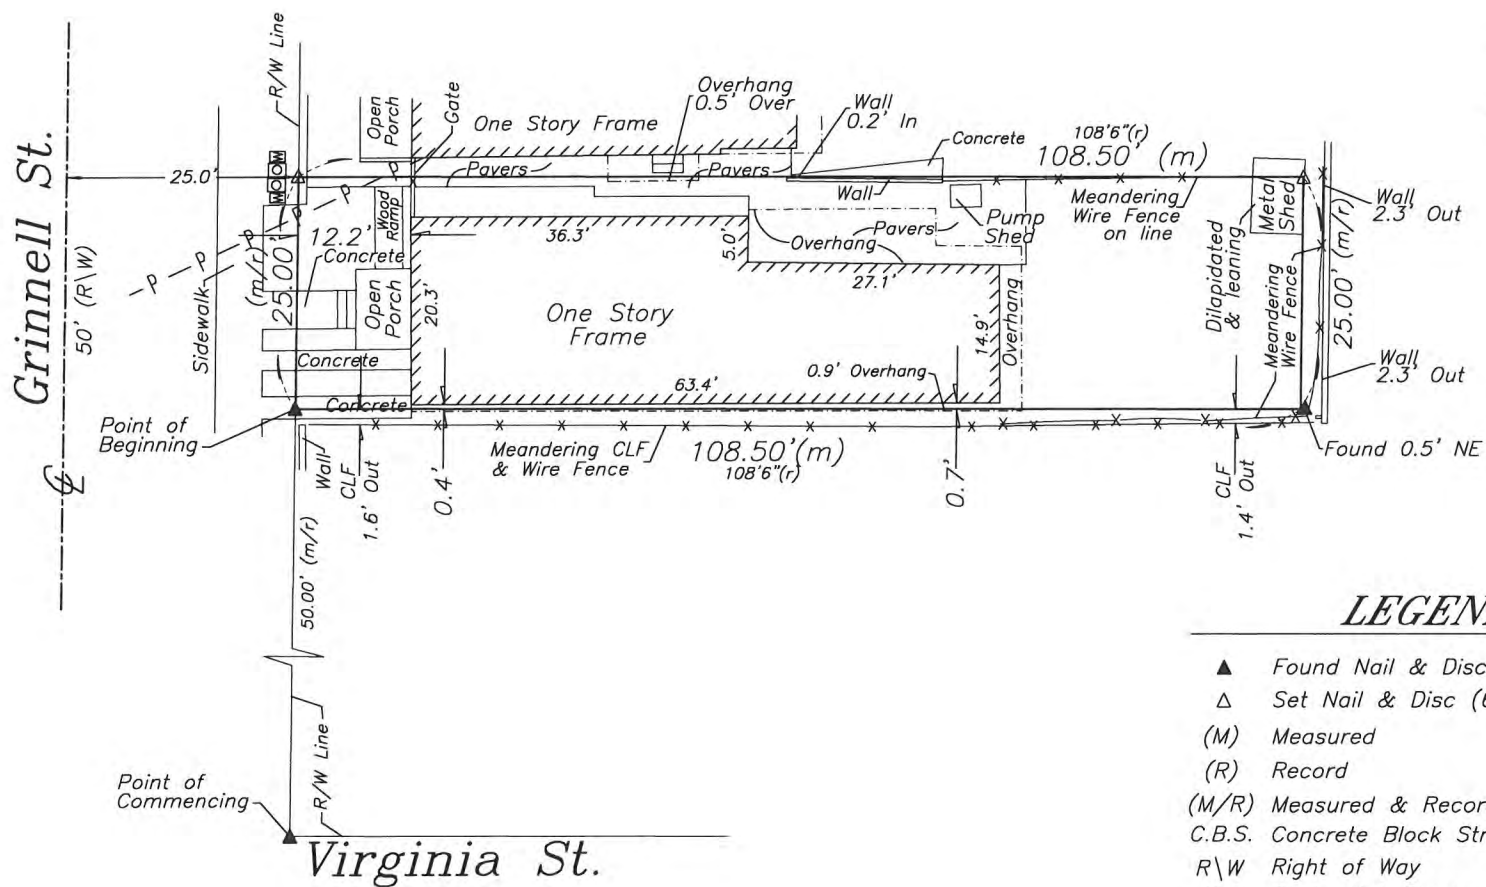 Grinnell St.
50' (R\W)
R/W Line
Open
Porch
Gate
One Story Frame
Overhang
0.5' Over
Wall
0.2' In
Concrete
108'6"(r)
108.50' (m)
25.0'
W
O
O
W
Pavers
Pavers
Wall
Meandering
Wire Fence
on line
Metal
Shed
Wall
2.3' Out
P
P
P
P
P
P
Sidewalk
25.00'
(m/r)
12.2'
Concrete
Wood
Ramp
36.3'
5.0'
Overhang
Pavers
Pump
Shed
27.1'
Dilapidated
& leaning
Meandering
Wire Fence
25.00' (m/r)
Open
Porch
20.3'
One Story
Frame
14.9'
Overhang
Concrete
63.4'
0.9' Overhang
Wall
2.3' Out
Concrete
Point of
Beginning
Found 0.5' NE
Wall
CLF
1.6' Out
0.4'
Meandering CLF
& Wire Fence
108.50'(m)
108'6"(r)
0.7'
CLF
1.4' Out
50.00' (m/r)
R/W Line
Point of
Commencing
Virginia St.
▲ Found Nail & Disc
△ Set Nail & Disc
(M) Measured
(R) Record
(M/R) Measured &
C.B.S. Concrete Block
R\W Right of Way